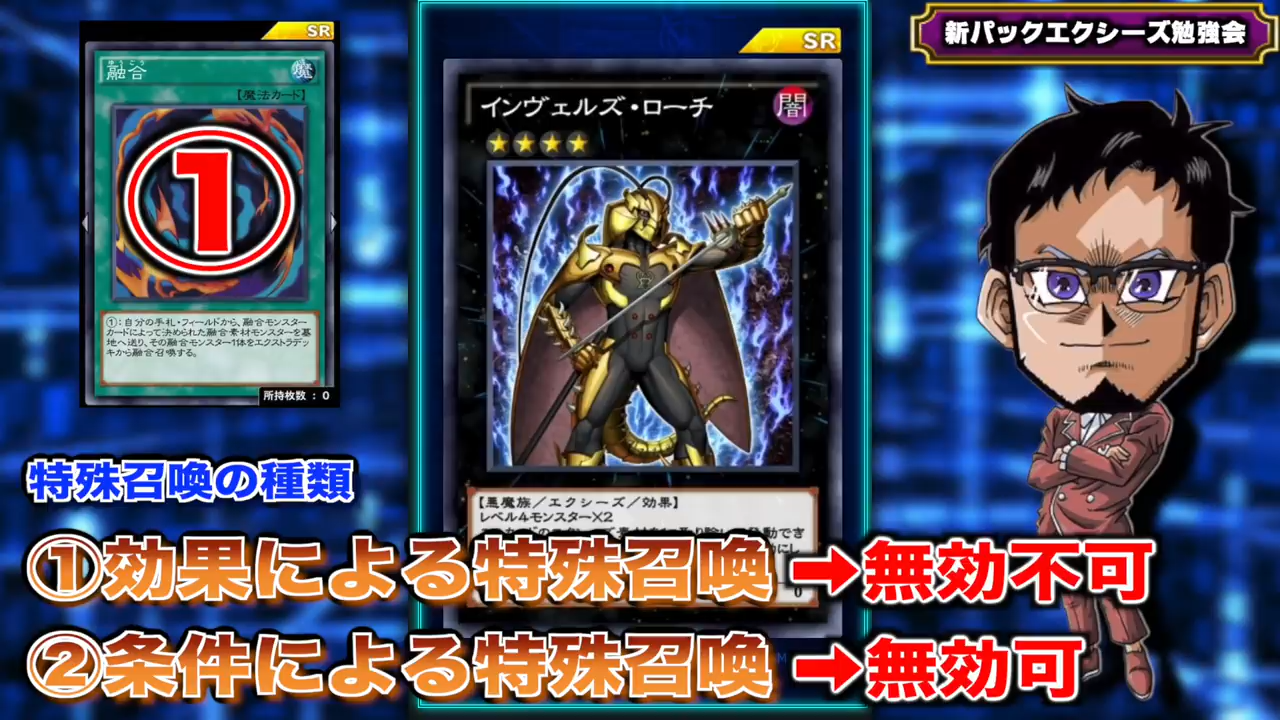 新パックエクシーズ勉強会
SR
融合
ゆうごう
魔
【魔法カード】
①
①:自分の手札・フィールドから、融合モンスター
カードによって決められた融合素材モンスターを墓
地へ送り、その融合モンスター1体をエクストラデッ
キから融合召喚する。
所持枚数 : 0
SR
インヴェルズ・ローチ
闇
【悪魔族/エクシーズ/効果】
レベル4モンスター×2
0
特殊召喚の種類
①効果による特殊召喚➡無効不可
②条件による特殊召喚➡無効可